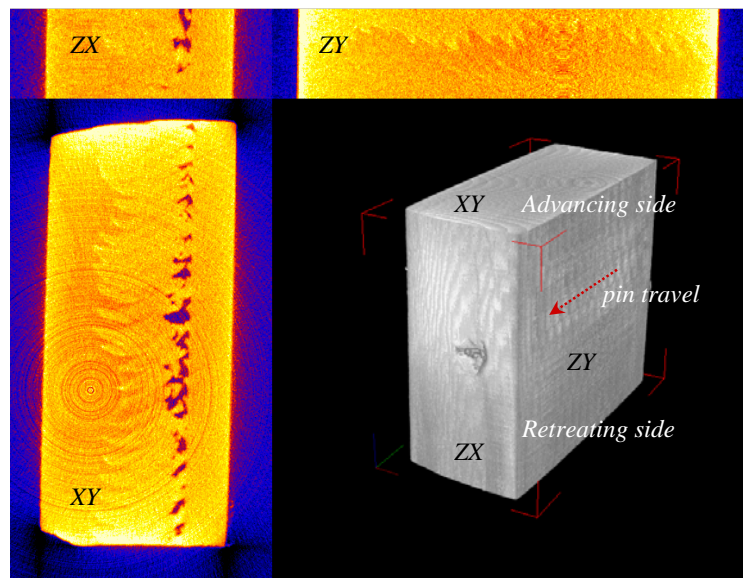 ZX
ZY
XY
Advancing side
pin travel
ZY
Retreating side
ZX
XY